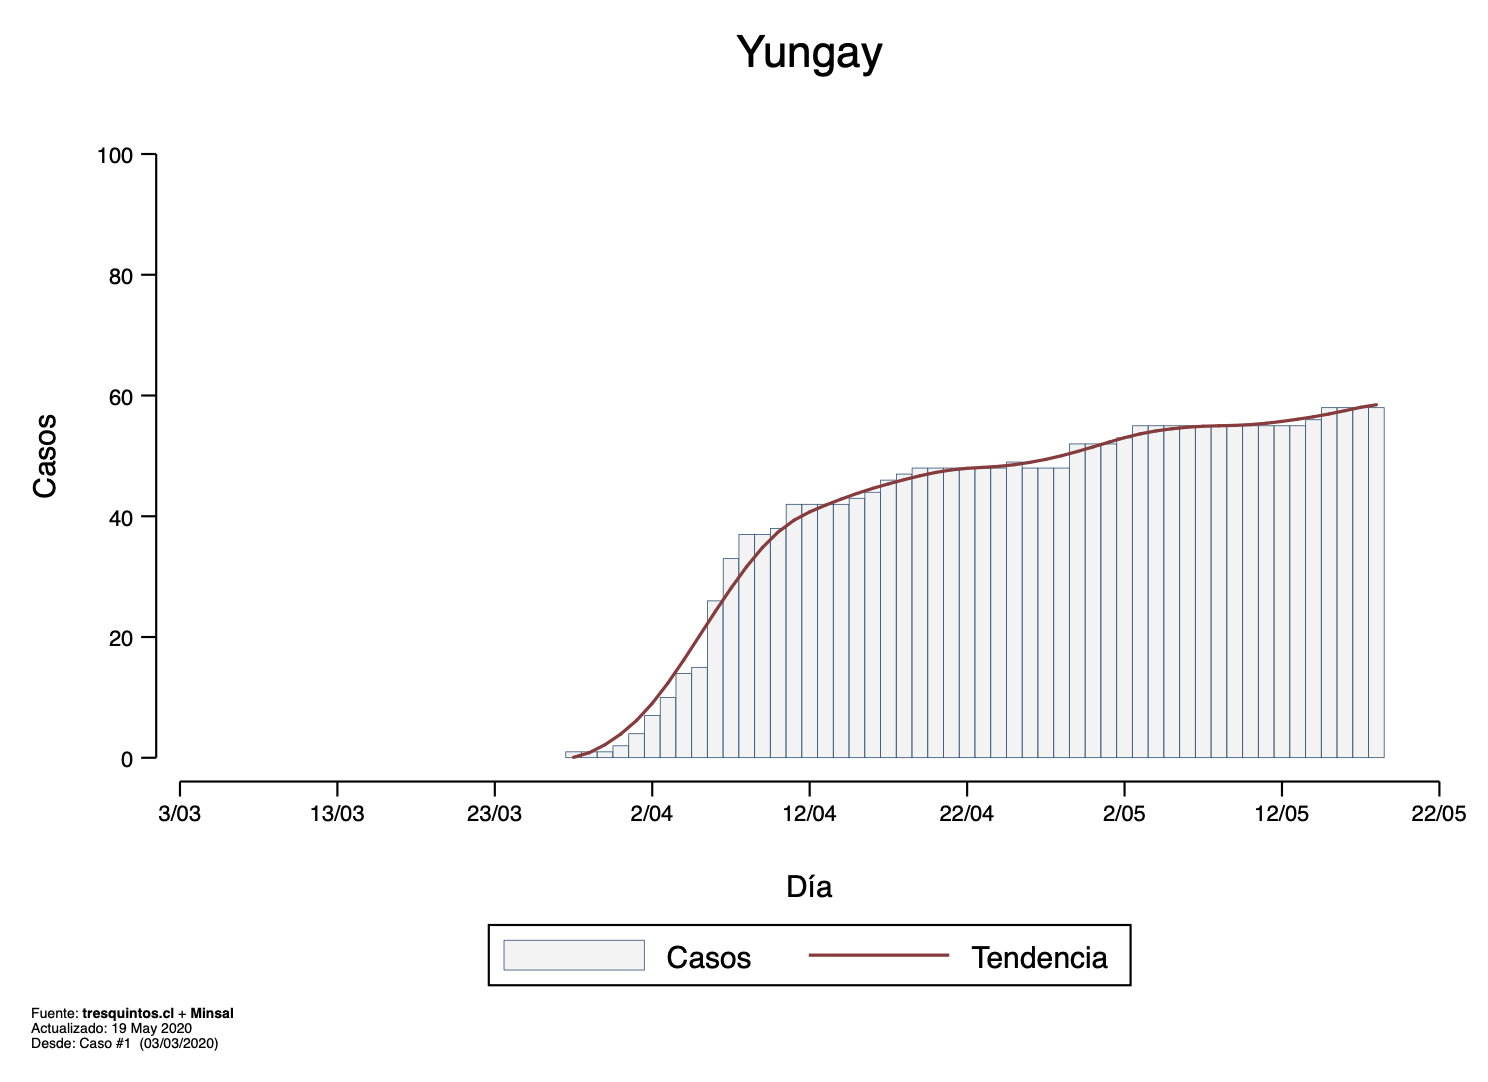 Yungay
100
80
60
40
20
0
Casos
3/03 13/03 23/03 2/04 12/04 22/04 2/05 12/05 22/05
Día
Casos Tendencia
Fuente: tresquintos.cl + Minsal
Actualizado: 19 May 2020
Desde: Caso #1 (03/03/2020)